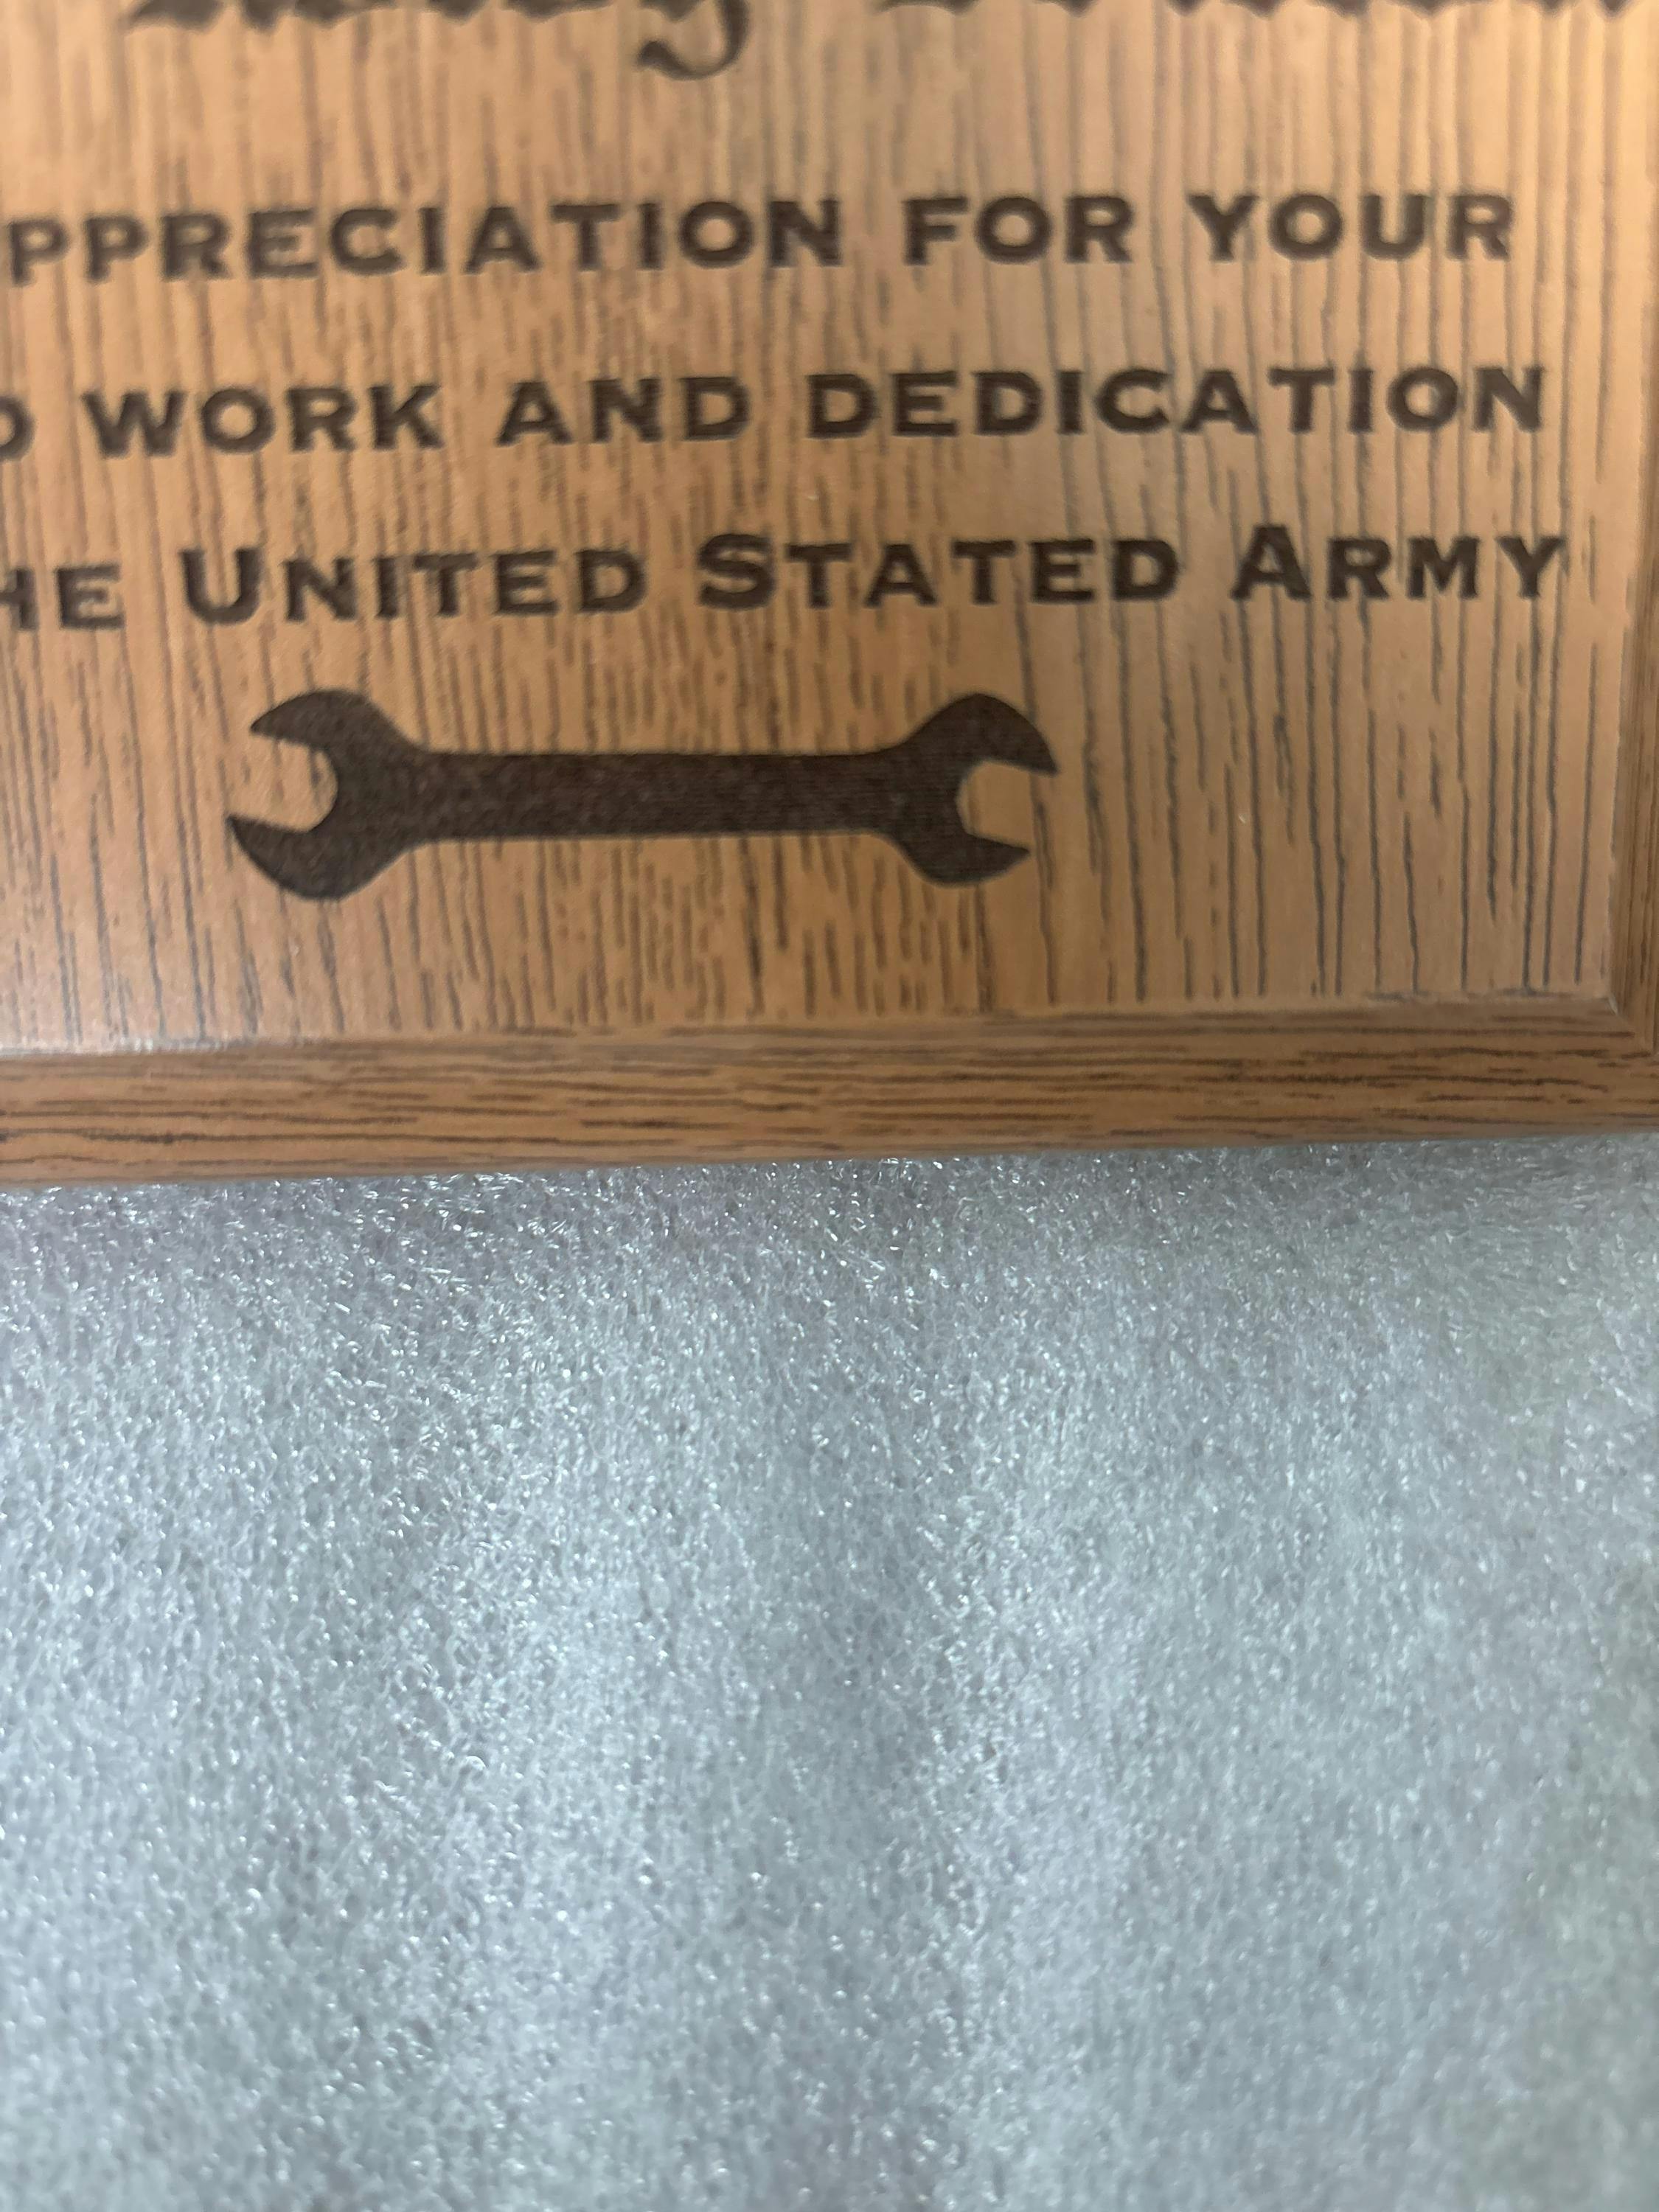 PPRECIATION FOR YOUR
D WORK AND DEDICATION
HE UNITED STATED ARMY